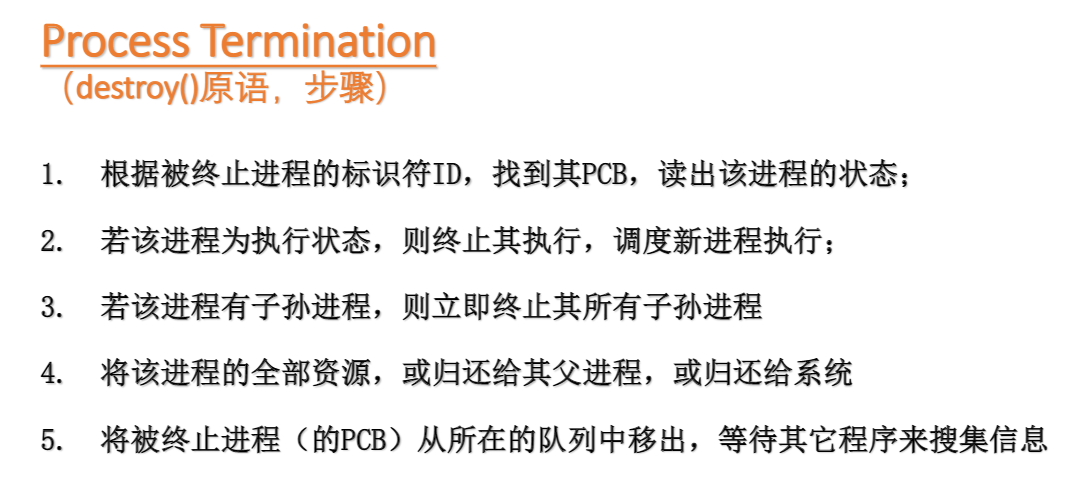 Process Termination
（destroy()原语，步骤）
1. 根据被终止进程的标识符ID，找到其PCB，读出该进程的状态；
2. 若该进程为执行状态，则终止其执行，调度新进程执行；
3. 若该进程有子孙进程，则立即终止其所有子孙进程
4. 将该进程的全部资源，或归还给其父进程，或归还给系统
5. 将被终止进程（的PCB）从所在的队列中移出，等待其它程序来搜集信息